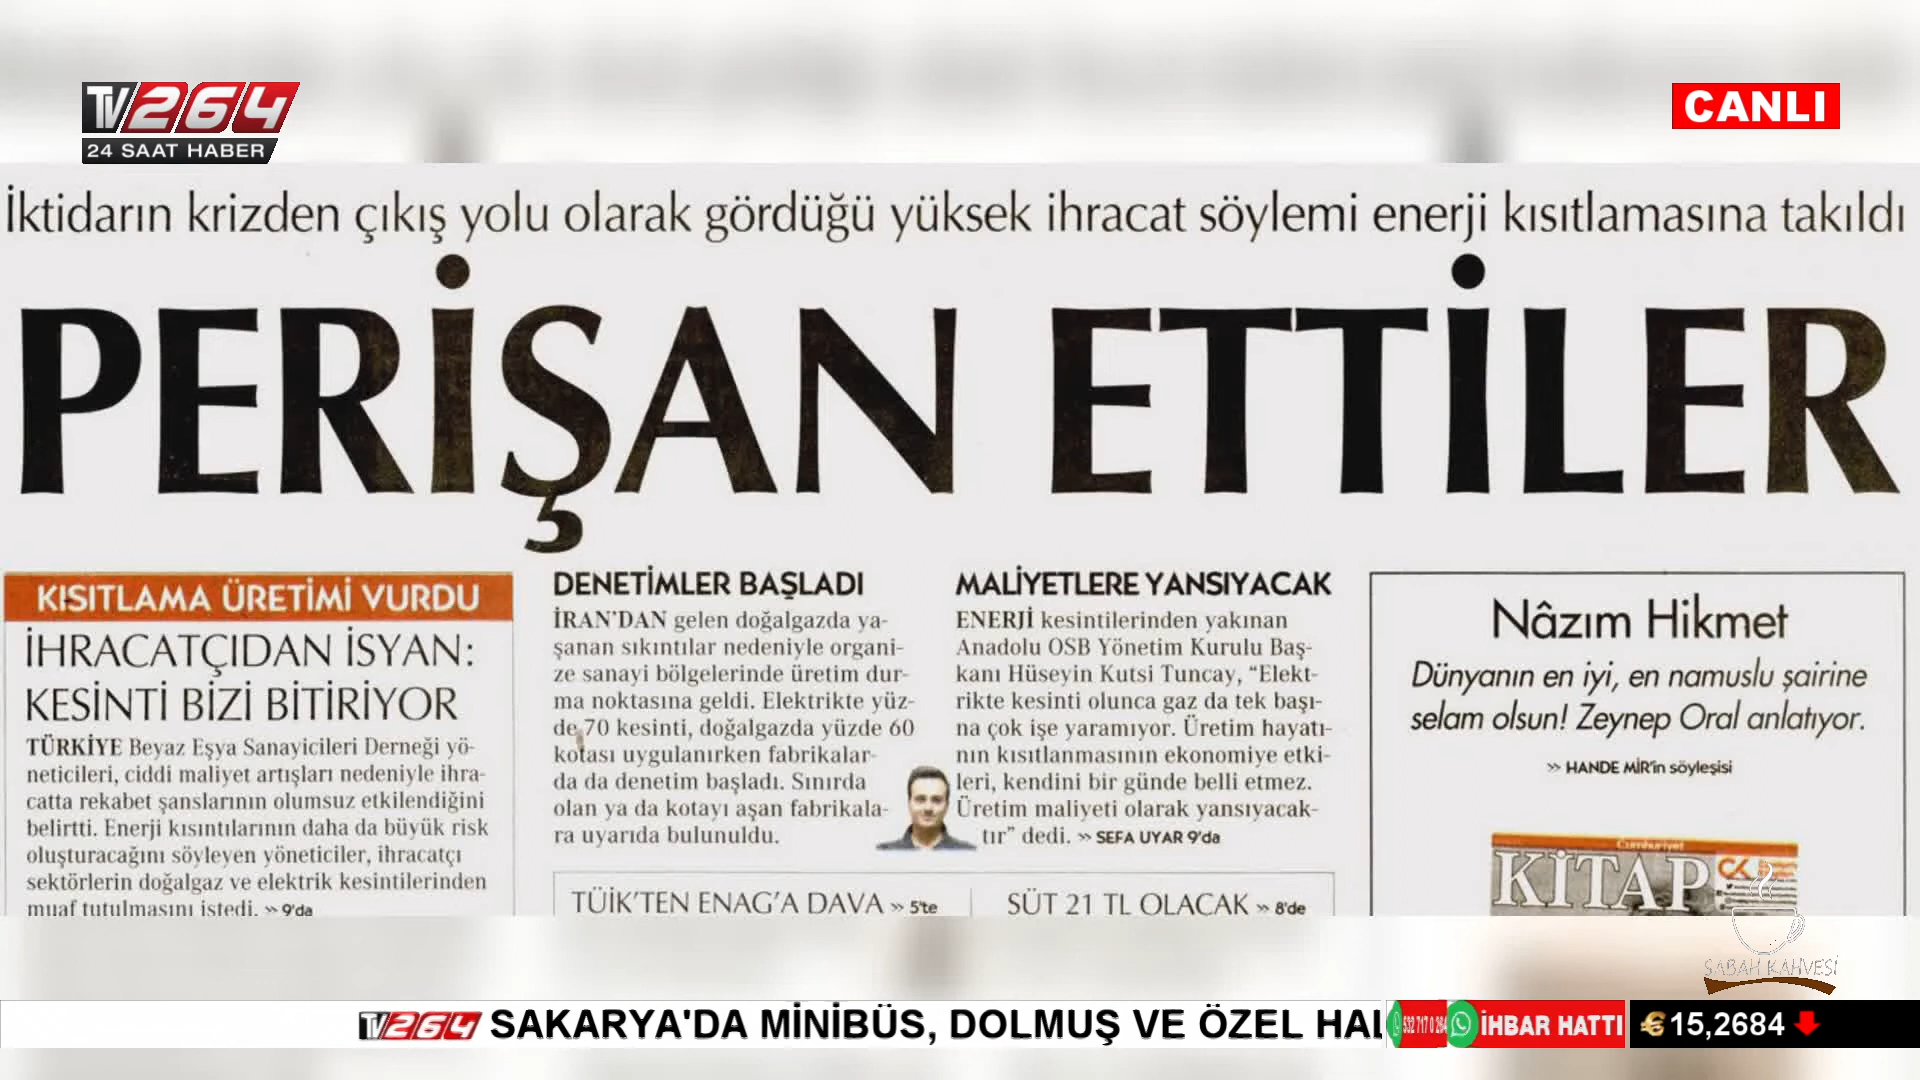 TV264
24 SAAT HABER
CANLI
İktidarın krizden çıkış yolu olarak gördüğü yüksek ihracat söylemi enerji kısıtlamasına takıldı
PERİŞAN ETTİLER
KISITLAMA ÜRETİMİ VURDU
İHRACATÇIDAN İSYAN:
KESİNTİ BİZİ BİTİRİYOR
TÜRKİYE Beyaz Eşya Sanayicileri Derneği yö-
neticileri, ciddi maliyet artışları nedeniyle ihra-
catta rekabet şanslarının olumsuz etkilendiğini
belirtti. Enerji kısıntılarının daha da büyük risk
oluşturacağını söyleyen yöneticiler, ihracatçı
sektörlerin doğalgaz ve elektrik kesintilerinden
muaf tutulmasını istedi. » 9'da
DENETİMLER BAŞLADI
İRAN'DAN gelen doğalgazda ya-
şanan sıkıntılar nedeniyle organi-
ze sanayi bölgelerinde üretim dur-
ma noktasına geldi. Elektrikte yüz-
de 70 kesinti, doğalgazda yüzde 60
kotası uygulanırken fabrikalar-
da da denetim başladı. Sınırda
olan ya da kotayı aşan fabrikala-
ra uyarıda bulunuldu.
MALİYETLERE YANSIYACAK
ENERJİ kesintilerinden yakınan
Anadolu OSB Yönetim Kurulu Baş-
kanı Hüseyin Kutsi Tuncay, “Elekt-
rikte kesinti olunca gaz da tek başı-
na çok işe yaramıyor. Üretim hayatı-
nın kısıtlanmasının ekonomiye etki-
leri, kendini bir günde belli etmez.
Üretim maliyeti olarak yansıyacak-
tır” dedi. » SEFA UYAR 9'da
TÜİK'TEN ENAG'A DAVA » 5'te
SÜT 21 TL OLACAK » 8'de
Nâzım Hikmet
Dünyanın en iyi, en namuslu şairine
selam olsun! Zeynep Oral anlatıyor.
» HANDE MİR'in söyleşisi
Cumhuriyet
KİTAP
CK
SABAH KAHVESİ
TV264 SAKARYA'DA MİNİBÜS, DOLMUŞ VE ÖZEL HAL
532 717 0 264
İHBAR HATTI
€ 15,2684